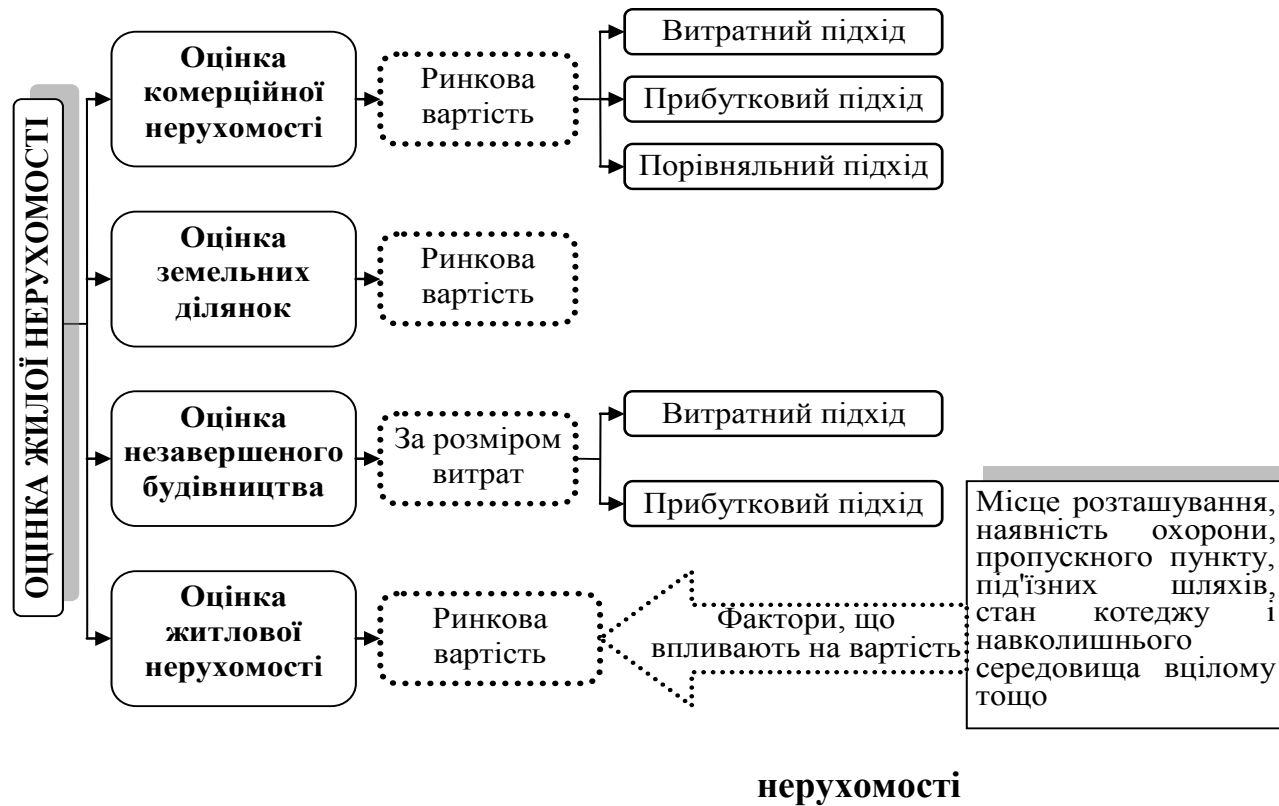 ОЦІНКА ЖИЛОЇ НЕРУХОМОСТІ
Оцінка
комерційної
нерухомості
Ринкова
вартість
Витратний підхід
Прибутковий підхід
Порівняльний підхід
Оцінка
земельних
ділянок
Ринкова
вартість
Оцінка
незавершеного
будівництва
За розміром
витрат
Витратний підхід
Прибутковий підхід
Оцінка
житлової
нерухомості
Ринкова
вартість
Фактори, що
впливають на вартість
Місце розташування,
наявність охорони,
пропускного пункту,
під'їзних шляхів,
стан котеджу і
навколишнього
середовища вцілому
тощо
нерухомості